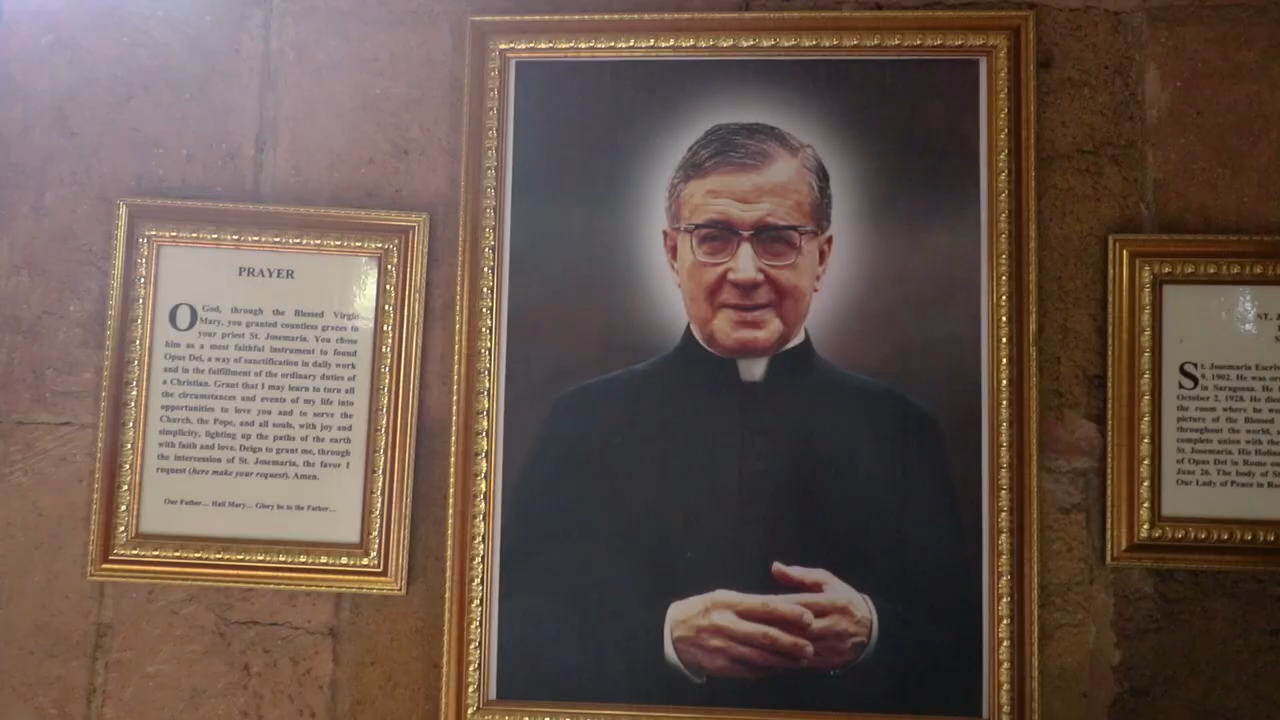 PRAYER
O God, through the Blessed Virgin
Mary, you granted countless graces to
your priest St. Josemaria. You chose
him as a most faithful instrument to found
Opus Dei, a way of sanctification in daily work
and in the fulfillment of the ordinary duties of
a Christian. Grant that I may learn to turn all
the circumstances and events of my life into
opportunities to love you and to serve the
Church, the Pope, and all souls, with joy and
simplicity, lighting up the paths of the earth
with faith and love. Deign to grant me, through
the intercession of St. Josemaria, the favor I
request (here make your request). Amen.
Our Father... Hail Mary... Glory be to the Father...
ST.
St. Josemaria
9, 1902. He was
in Saragossa. He
October 2, 1928. He died
the room where he
picture of the Blessed
throughout the world,
complete union with the
St. Josemaria. His
of Opus Dei in Rome
June 26. The body of
Our Lady of Peace in